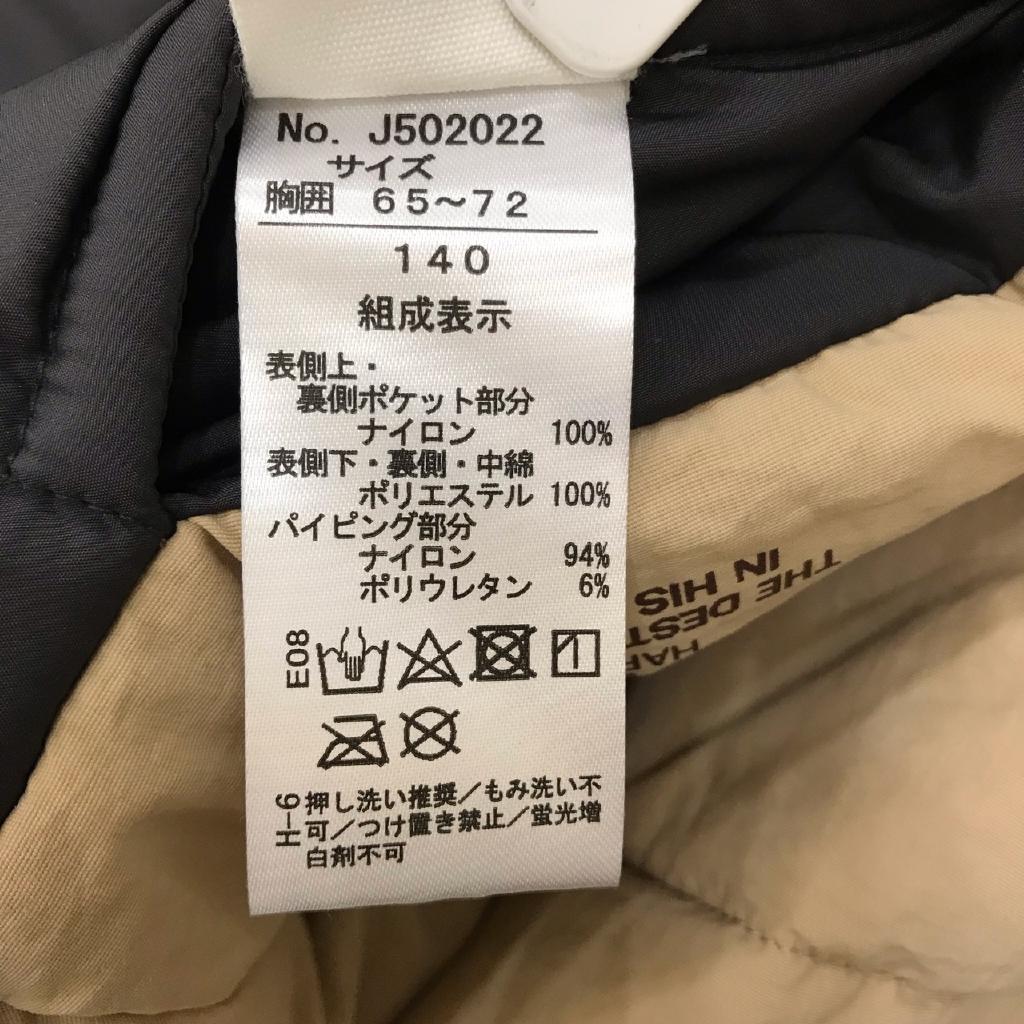 No. J502022
サイズ
胸囲 65～72
140
組成表示
表側上・
裏側ポケット部分
ナイロン 100%
表側下・裏側・中綿
ポリエステル 100%
パイピング部分
ナイロン 94%
ポリウレタン 6%
E08
H-6 押し洗い推奨／もみ洗い不
可／つけ置き禁止／蛍光増
白剤不可
THE DEST
IN HIS